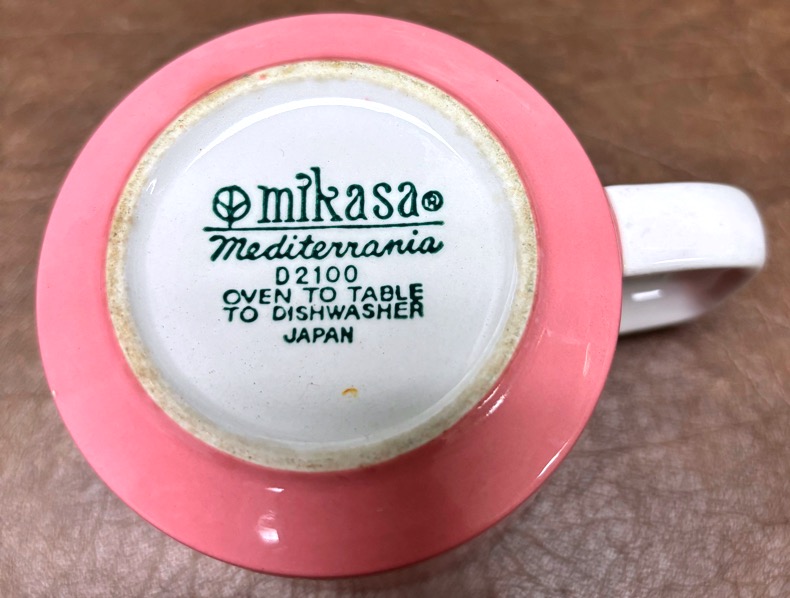 mikasa®
Mediterrania
D2100
OVEN TO TABLE
TO DISHWASHER
JAPAN